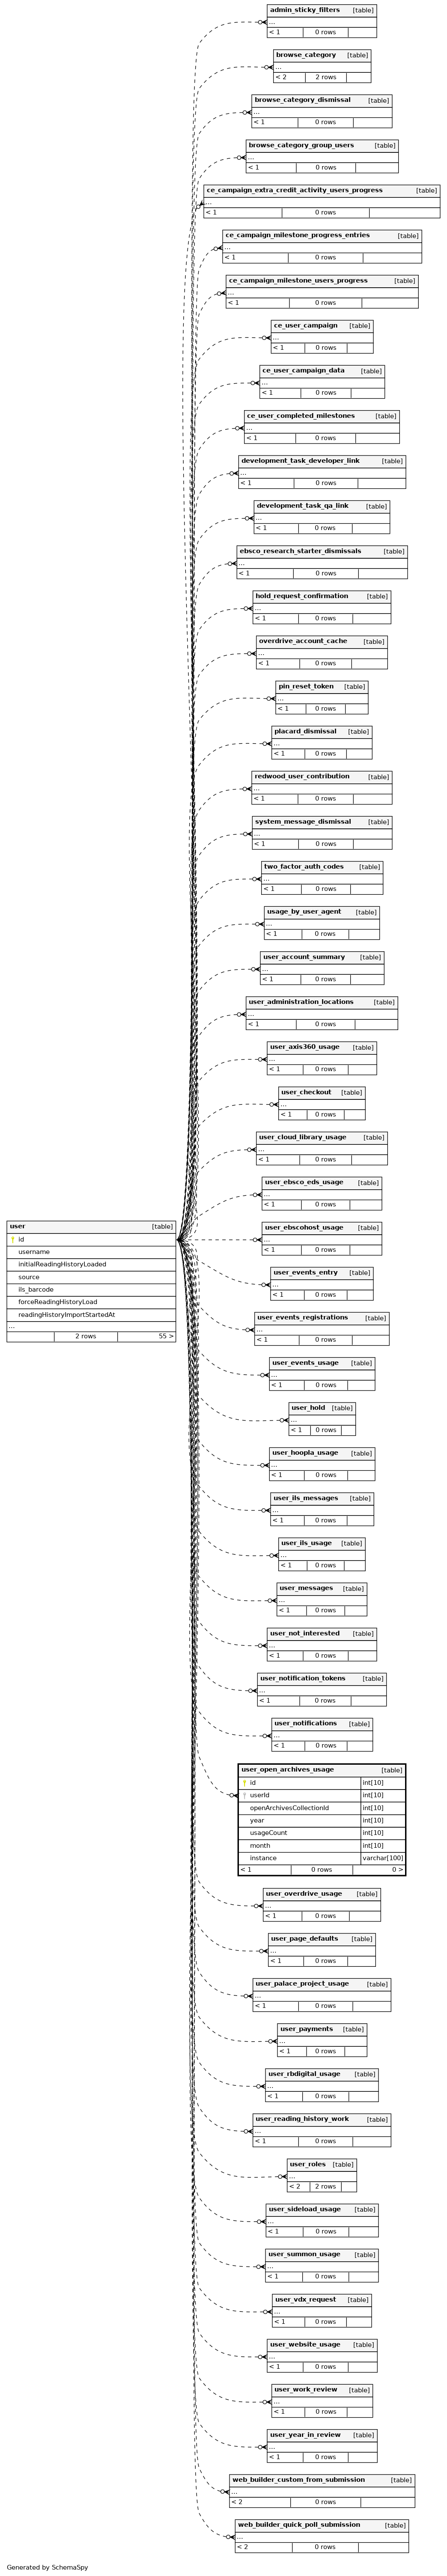 admin_sticky_filters [table]
...
< 1 0 rows
browse_category [table]
...
< 2 2 rows
browse_category_dismissal [table]
...
< 1 0 rows
browse_category_group_users [table]
...
< 1 0 rows
ce_campaign_extra_credit_activity_users_progress [table]
...
< 1 0 rows
ce_campaign_milestone_progress_entries [table]
...
< 1 0 rows
ce_campaign_milestone_users_progress [table]
...
< 1 0 rows
ce_user_campaign [table]
...
< 1 0 rows
ce_user_campaign_data [table]
...
< 1 0 rows
ce_user_completed_milestones [table]
...
< 1 0 rows
development_task_developer_link [table]
...
< 1 0 rows
development_task_qa_link [table]
...
< 1 0 rows
ebsco_research_starter_dismissals [table]
...
< 1 0 rows
hold_request_confirmation [table]
...
< 1 0 rows
overdrive_account_cache [table]
...
< 1 0 rows
pin_reset_token [table]
...
< 1 0 rows
placard_dismissal [table]
...
< 1 0 rows
redwood_user_contribution [table]
...
< 1 0 rows
system_message_dismissal [table]
...
< 1 0 rows
two_factor_auth_codes [table]
...
< 1 0 rows
usage_by_user_agent [table]
...
< 1 0 rows
user_account_summary [table]
...
< 1 0 rows
user_administration_locations [table]
...
< 1 0 rows
user_axis360_usage [table]
...
< 1 0 rows
user_checkout [table]
...
< 1 0 rows
user_cloud_library_usage [table]
...
< 1 0 rows
user_ebsco_eds_usage [table]
...
< 1 0 rows
user [table]
id
username
initialReadingHistoryLoaded
source
ils_barcode
forceReadingHistoryLoad
readingHistoryImportStartedAt
...
2 rows 55 >
user_ebscohost_usage [table]
...
< 1 0 rows
user_events_entry [table]
...
< 1 0 rows
user_events_registrations [table]
...
< 1 0 rows
user_events_usage [table]
...
< 1 0 rows
user_hold [table]
...
< 1 0 rows
user_hoopla_usage [table]
...
< 1 0 rows
user_ils_messages [table]
...
< 1 0 rows
user_ils_usage [table]
...
< 1 0 rows
user_messages [table]
...
< 1 0 rows
user_not_interested [table]
...
< 1 0 rows
user_notification_tokens [table]
...
< 1 0 rows
user_notifications [table]
...
< 1 0 rows
user_open_archives_usage [table]
id int[10]
userId int[10]
openArchivesCollectionId int[10]
year int[10]
usageCount int[10]
month int[10]
instance varchar[100]
< 1 0 rows 0 >
user_overdrive_usage [table]
...
< 1 0 rows
user_page_defaults [table]
...
< 1 0 rows
user_palace_project_usage [table]
...
< 1 0 rows
user_payments [table]
...
< 1 0 rows
user_rbdigital_usage [table]
...
< 1 0 rows
user_reading_history_work [table]
...
< 1 0 rows
user_roles [table]
...
< 2 2 rows
user_sideload_usage [table]
...
< 1 0 rows
user_summon_usage [table]
...
< 1 0 rows
user_vdx_request [table]
...
< 1 0 rows
user_website_usage [table]
...
< 1 0 rows
user_work_review [table]
...
< 1 0 rows
user_year_in_review [table]
...
< 1 0 rows
web_builder_custom_from_submission [table]
...
< 2 0 rows
web_builder_quick_poll_submission [table]
...
< 2 0 rows
Generated by SchemaSpy